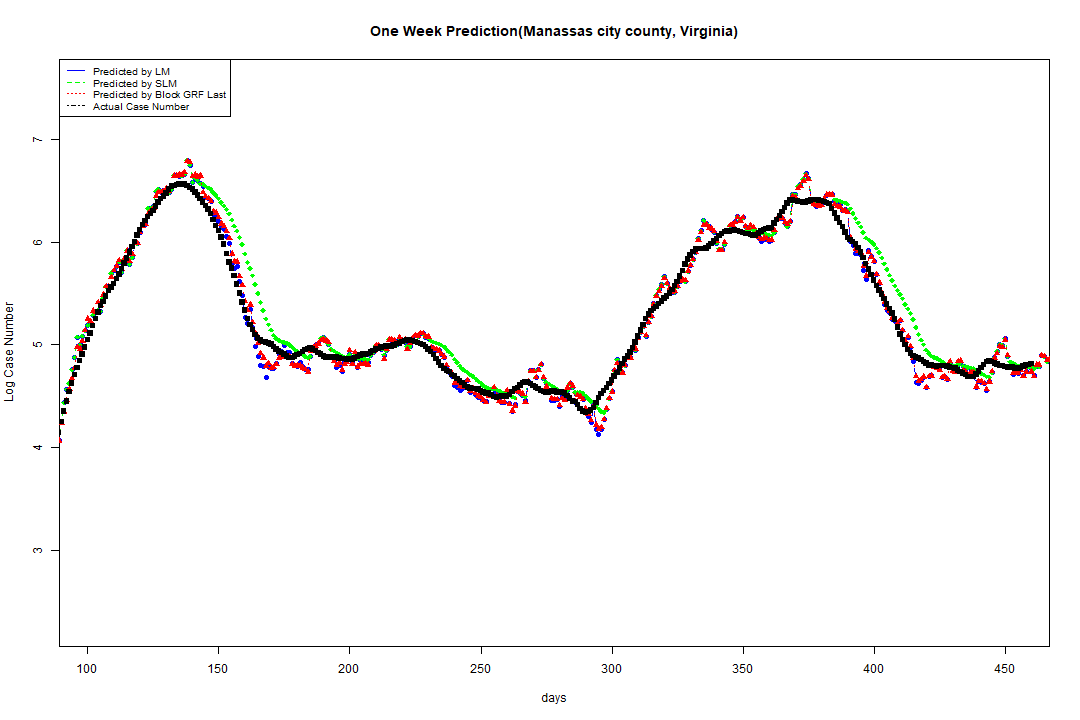 One Week Prediction(Manassas city county, Virginia)
Predicted by LM
Predicted by SLM
Predicted by Block GRF Last
Actual Case Number
7
6
5
4
3
Log Case Number
100 150 200 250 300 350 400 450
days